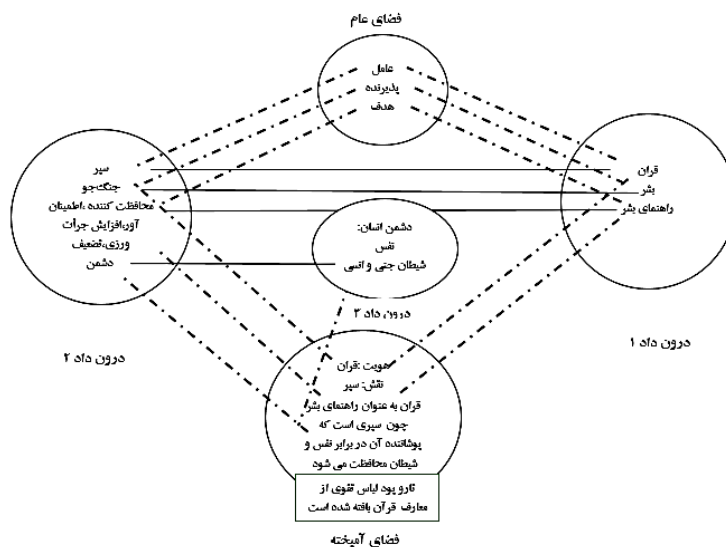 فضای عام
عامل
پذیرنده
هدف
قران
بشر
راهنمای بشر
درون داد ۱
سپر
جنگ‌جو
محافظت کننده ،اطمینان
آور،افزایش جرأت
ورزی،تضعیف
دشمن
درون داد ۲
دشمن انسان:
نفس
شیطان جنی و انسی
درون داد ۳
هویت :قران
نقش: سپر
قران به عنوان راهنمای بشر
چون سپری است که
پوشاننده آن در برابر نفس و
شیطان محافظت می شود
تارو پود لباس تقوی از
معارف قرآن بافته شده است
فضای آمیخته